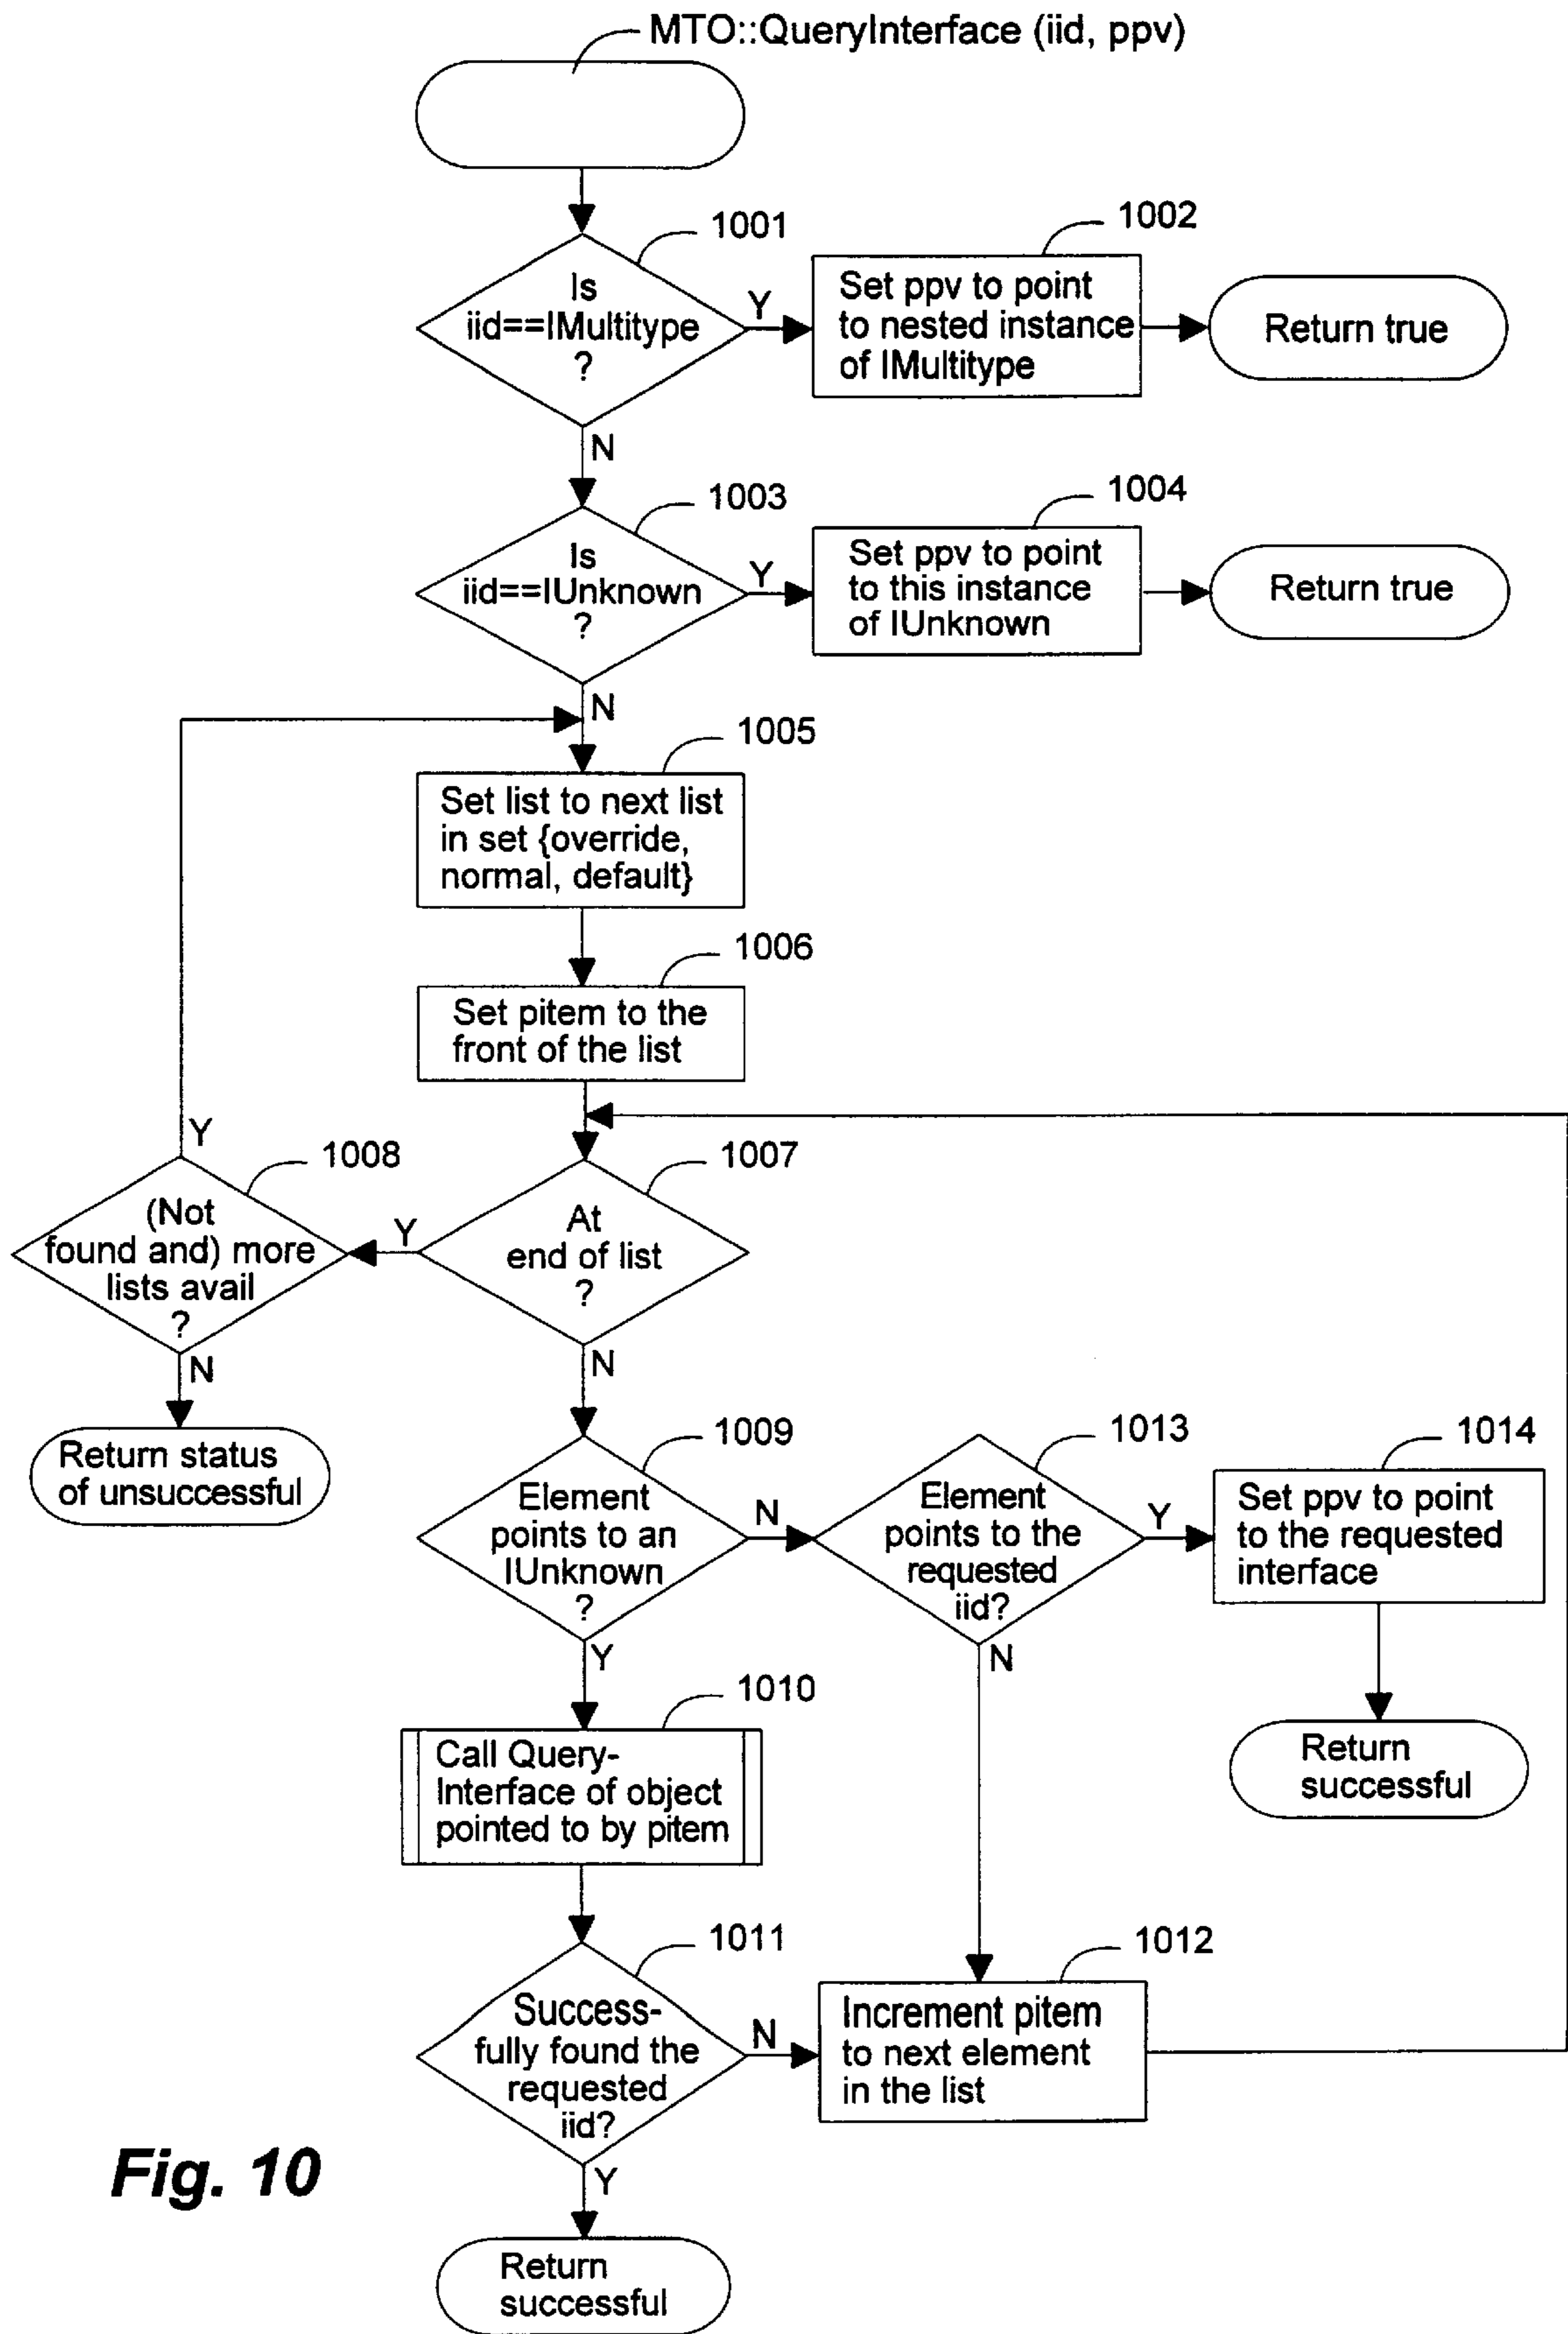 MTO::QueryInterface (iid, ppv)
1001
Is
iid==IMultitype
?
Y
1002
Set ppv to point
to nested instance
of IMultitype
Return true
N
1003
Is
iid==IUnknown
?
Y
1004
Set ppv to point
to this instance
of IUnknown
Return true
N
1005
Set list to next list
in set {override,
normal, default}
1006
Set pitem to the
front of the list
Y
1008
(Not
found and) more
lists avail
?
Y
1007
At
end of list
?
N
Return status
of unsuccessful
N
1009
Element
points to an
IUnknown
?
N
1013
Element
points to the
requested
iid?
Y
1014
Set ppv to point
to the requested
interface
Return
successful
Y
N
1010
Call Query-
Interface of object
pointed to by pitem
1011
Success-
fully found the
requested
iid?
N
1012
Increment pitem
to next element
in the list
Y
Return
successful
Fig. 10